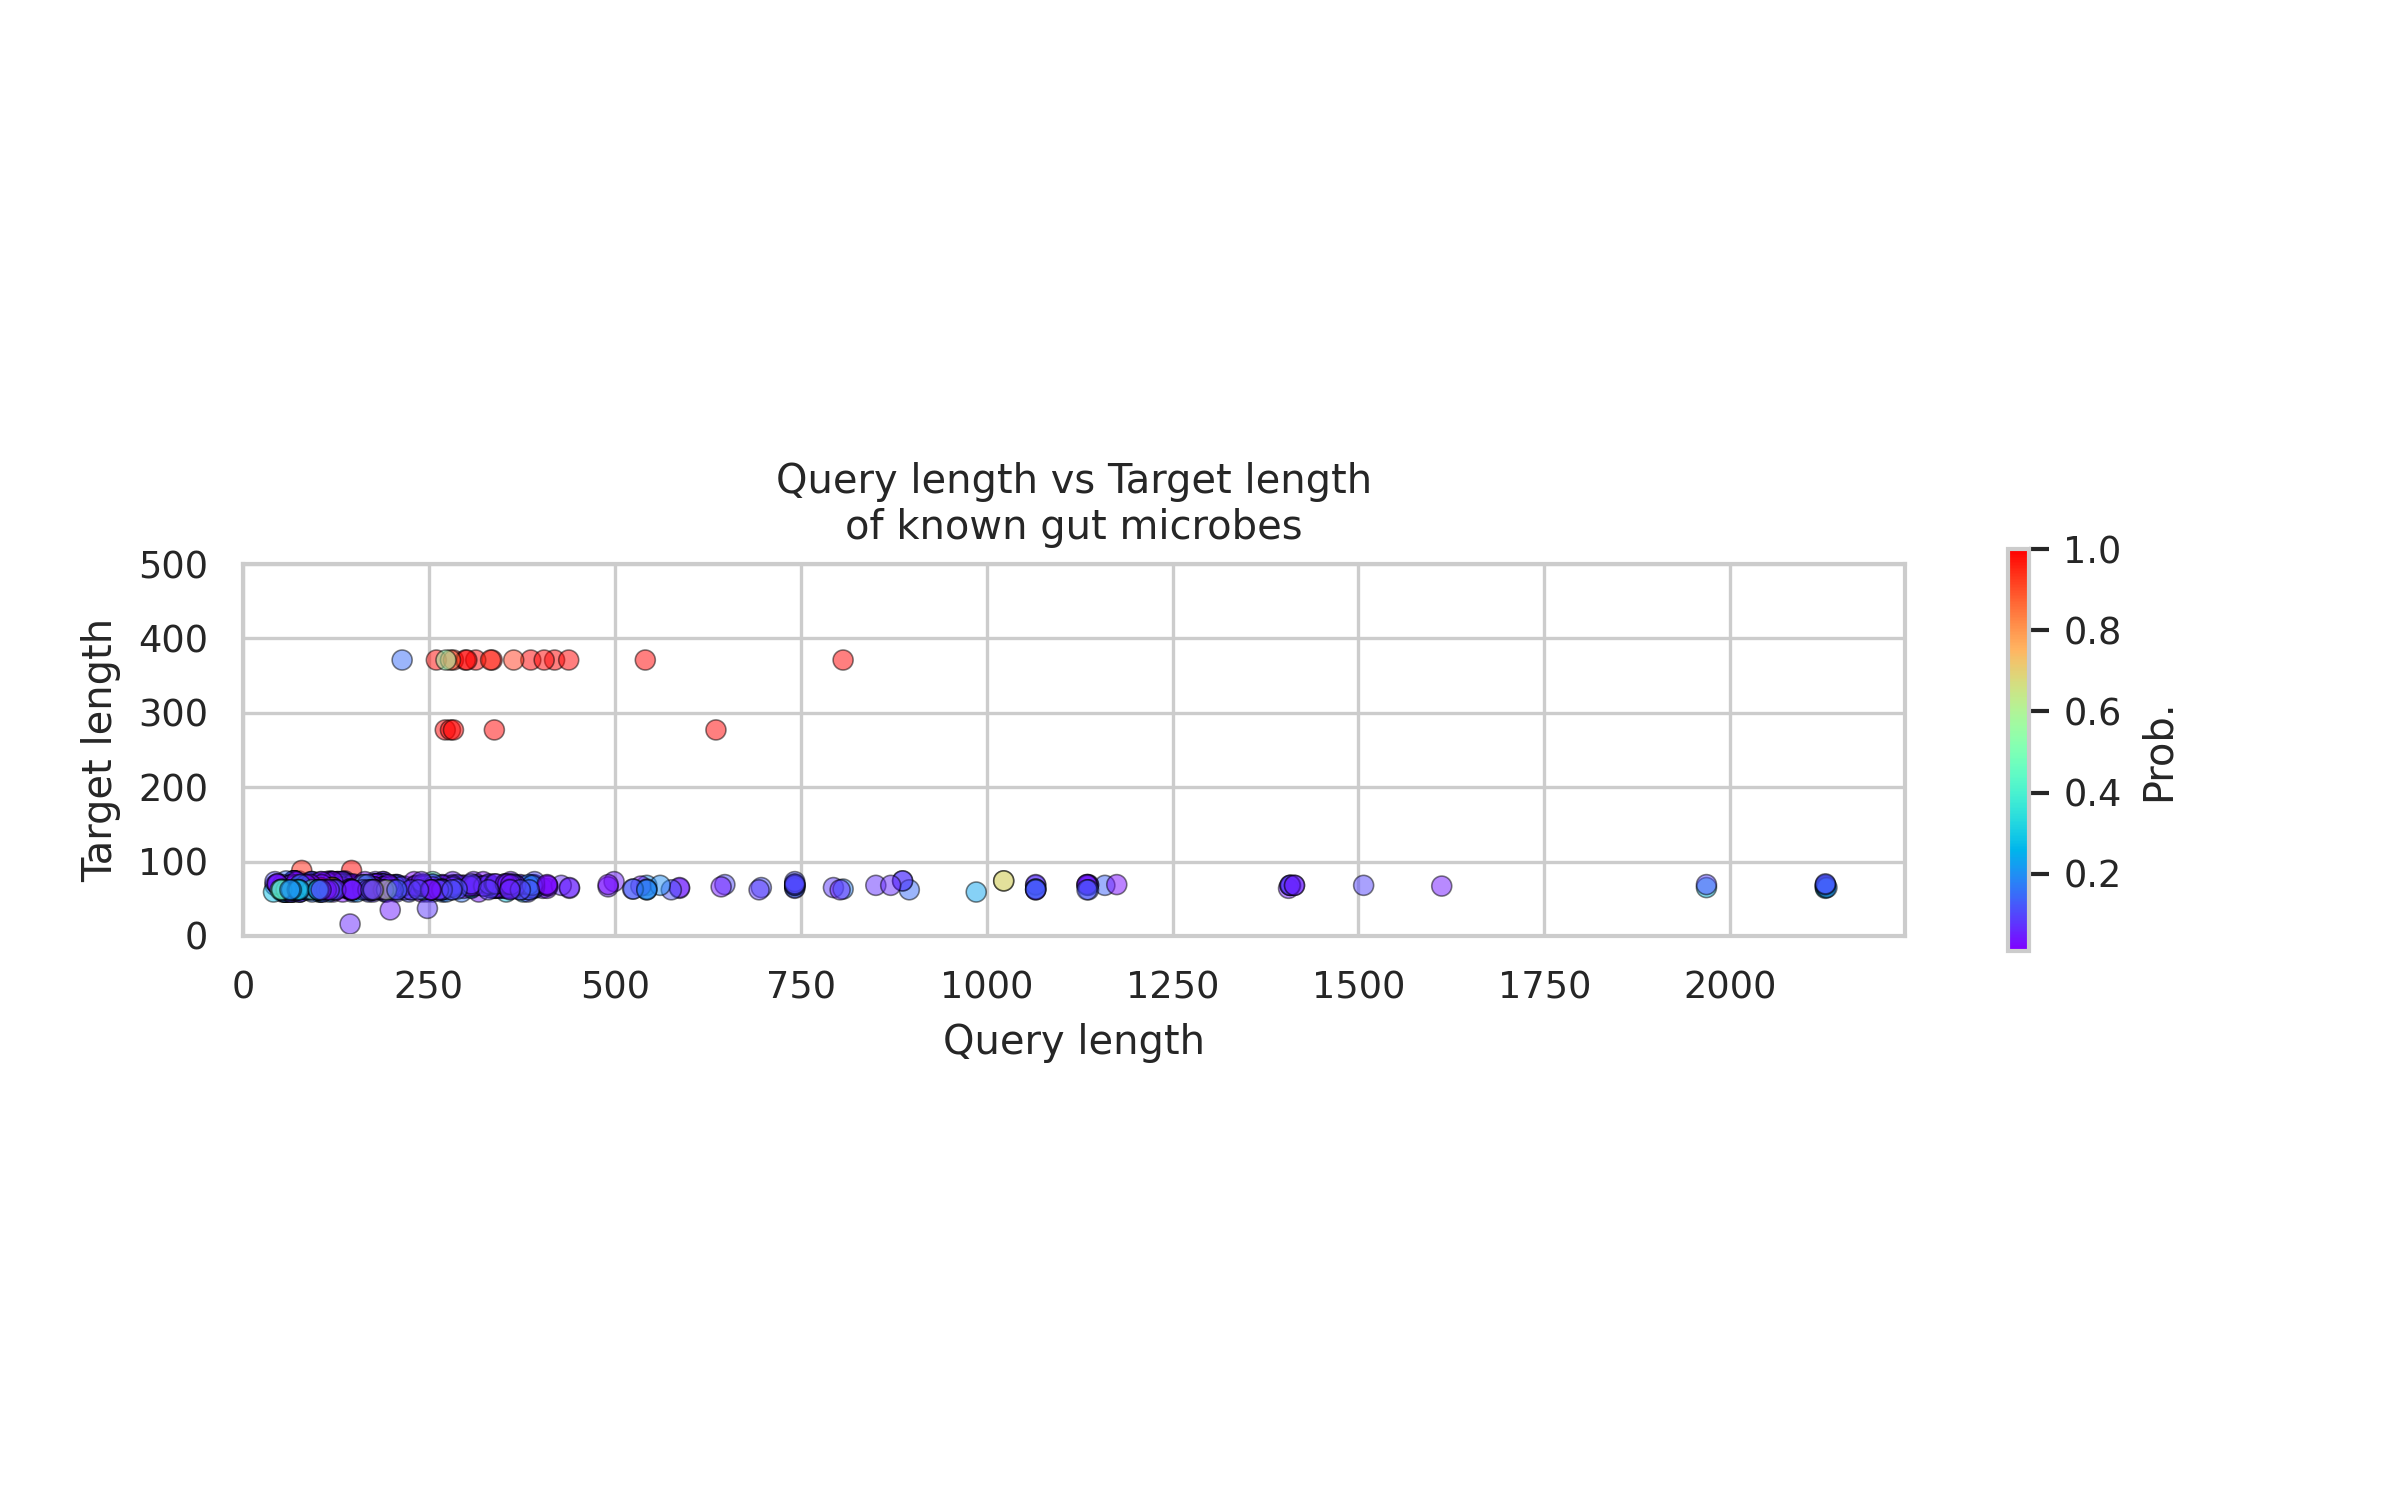 Query length vs Target length
of known gut microbes
500
400
300
200
100
0
Target length
0 250 500 750 1000 1250 1500 1750 2000
Query length
1.0
0.8
0.6
0.4
0.2
Prob.